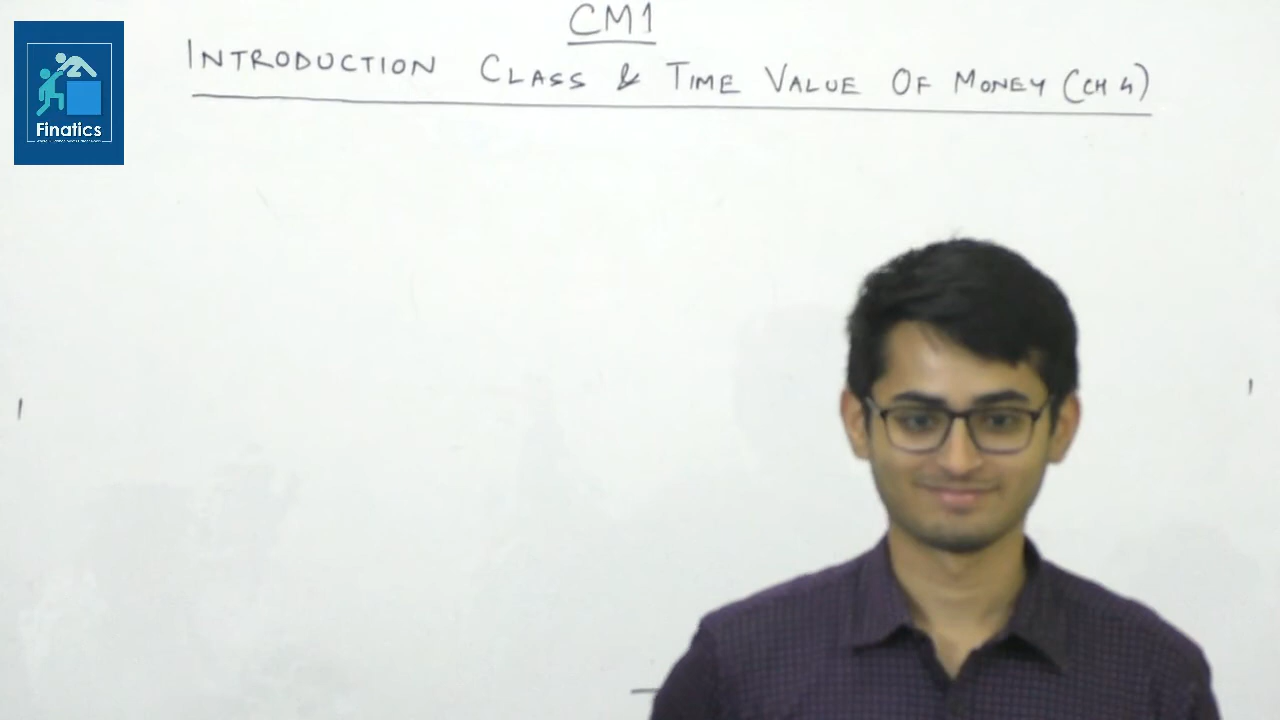 CM1
INTRODUCTION CLASS & TIME VALUE OF MONEY (CH 4)
Finatics